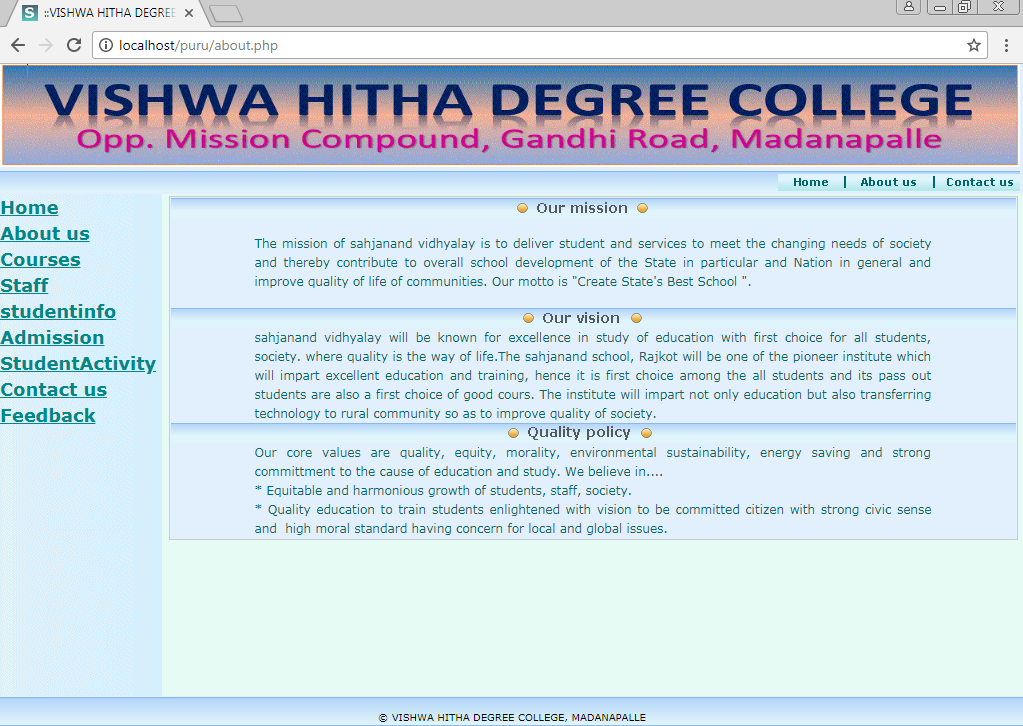 ::VISHWA HITHA DEGREE
localhost/puru/about.php
VISHWA HITHA DEGREE COLLEGE
Opp. Mission Compound, Gandhi Road, Madanapalle
Home | About us | Contact us
Home
About us
Courses
Staff
studentinfo
Admission
StudentActivity
Contact us
Feedback
Our mission
The mission of sahjanand vidhyalay is to deliver student and services to meet the changing needs of society
and thereby contribute to overall school development of the State in particular and Nation in general and
improve quality of life of communities. Our motto is "Create State's Best School ".
Our vision
sahjanand vidhyalay will be known for excellence in study of education with first choice for all students,
society. where quality is the way of life.The sahjanand school, Rajkot will be one of the pioneer institute which
will impart excellent education and training, hence it is first choice among the all students and its pass out
students are also a first choice of good cours. The institute will impart not only education but also transferring
technology to rural community so as to improve quality of society.
Quality policy
Our core values are quality, equity, morality, environmental sustainability, energy saving and strong
committment to the cause of education and study. We believe in....
* Equitable and harmonious growth of students, staff, society.
* Quality education to train students enlightened with vision to be committed citizen with strong civic sense
and high moral standard having concern for local and global issues.
© VISHWA HITHA DEGREE COLLEGE, MADANAPALLE